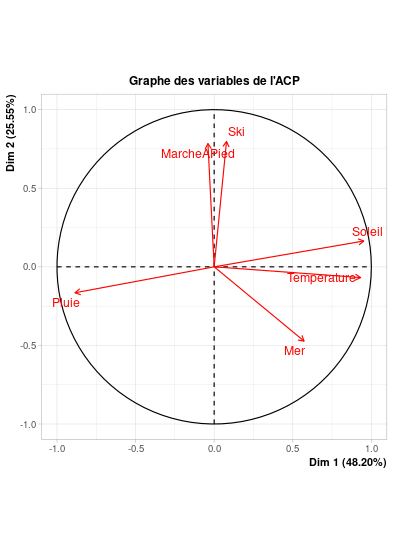 Graphe des variables de l'ACP
Dim 2 (25.55%)
1.0
0.5
0.0
-0.5
-1.0
Ski
MarcheAPied
Soleil
Température
Pluie
Mer
-1.0
-0.5
0.0
0.5
1.0
Dim 1 (48.20%)